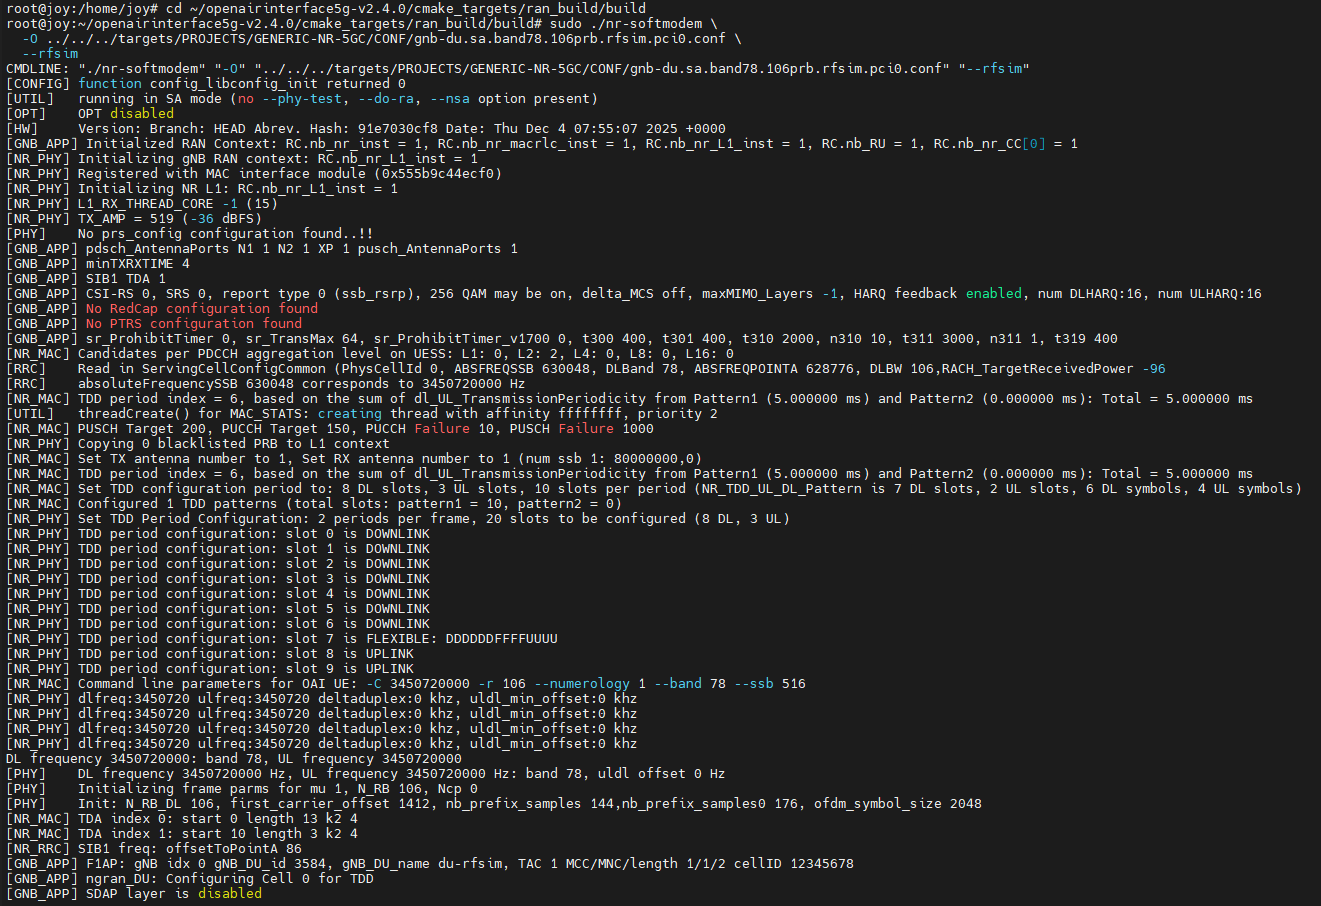 root@joy:/home/joy# cd ~/openairinterface5g-v2.4.0/cmake_targets/ran_build/build
root@joy:~/openairinterface5g-v2.4.0/cmake_targets/ran_build/build# sudo ./nr-softmodem \
  -O ../../../targets/PROJECTS/GENERIC-NR-5GC/CONF/gnb-du.sa.band78.106prb.rfsim.pci0.conf \
  --rfsim
CMDLINE: "./nr-softmodem" "-O" "../../../targets/PROJECTS/GENERIC-NR-5GC/CONF/gnb-du.sa.band78.106prb.rfsim.pci0.conf" "--rfsim"
[CONFIG] function config_libconfig_init returned 0
[UTIL]   running in SA mode (no --phy-test, --do-ra, --nsa option present)
[OPT]    OPT disabled
[HW]     Version: Branch: HEAD Abrev. Hash: 91e7030cf8 Date: Thu Dec 4 07:55:07 2025 +0000
[GNB_APP] Initialized RAN Context: RC.nb_nr_inst = 1, RC.nb_nr_macrlc_inst = 1, RC.nb_nr_L1_inst = 1, RC.nb_RU = 1, RC.nb_nr_CC[0] = 1
[NR_PHY] Initializing gNB RAN context: RC.nb_nr_L1_inst = 1
[NR_PHY] Registered with MAC interface module (0x555b9c44ecf0)
[NR_PHY] Initializing NR L1: RC.nb_nr_L1_inst = 1
[NR_PHY] L1_RX_THREAD_CORE -1 (15)
[NR_PHY] TX_AMP = 519 (-36 dBFS)
[PHY]    No prs_config configuration found..!!
[GNB_APP] pdsch_AntennaPorts N1 1 N2 1 XP 1 pusch_AntennaPorts 1
[GNB_APP] minTXRXTIME 4
[GNB_APP] SIB1 TDA 1
[GNB_APP] CSI-RS 0, SRS 0, report type 0 (ssb_rsrp), 256 QAM may be on, delta_MCS off, maxMIMO_Layers -1, HARQ feedback enabled, num DLHARQ:16, num ULHARQ:16
[GNB_APP] No RedCap configuration found
[GNB_APP] No PTRS configuration found
[GNB_APP] sr_ProhibitTimer 0, sr_TransMax 64, sr_ProhibitTimer_v1700 0, t300 400, t301 400, t310 2000, n310 10, t311 3000, n311 1, t319 400
[NR_MAC] Candidates per PDCCH aggregation level on UESS: L1: 0, L2: 2, L4: 0, L8: 0, L16: 0
[RRC]    Read in ServingCellConfigCommon (PhysCellId 0, ABSFREQSSB 630048, DLBand 78, ABSFREQPOINTA 628776, DLBW 106,RACH_TargetReceivedPower -96
[RRC]    absoluteFrequencySSB 630048 corresponds to 3450720000 Hz
[NR_MAC] TDD period index = 6, based on the sum of dl_UL_TransmissionPeriodicity from Pattern1 (5.000000 ms) and Pattern2 (0.000000 ms): Total = 5.000000 ms
[UTIL]   threadCreate() for MAC_STATS: creating thread with affinity ffffffff, priority 2
[NR_MAC] PUSCH Target 200, PUCCH Target 150, PUCCH Failure 10, PUSCH Failure 1000
[NR_PHY] Copying 0 blacklisted PRB to L1 context
[NR_MAC] Set TX antenna number to 1, Set RX antenna number to 1 (num ssb 1: 80000000,0)
[NR_MAC] TDD period index = 6, based on the sum of dl_UL_TransmissionPeriodicity from Pattern1 (5.000000 ms) and Pattern2 (0.000000 ms): Total = 5.000000 ms
[NR_MAC] Set TDD configuration period to: 8 DL slots, 3 UL slots, 10 slots per period (NR_TDD_UL_DL_Pattern is 7 DL slots, 2 UL slots, 6 DL symbols, 4 UL symbols)
[NR_MAC] Configured 1 TDD patterns (total slots: pattern1 = 10, pattern2 = 0)
[NR_PHY] Set TDD Period Configuration: 2 periods per frame, 20 slots to be configured (8 DL, 3 UL)
[NR_PHY] TDD period configuration: slot 0 is DOWNLINK
[NR_PHY] TDD period configuration: slot 1 is DOWNLINK
[NR_PHY] TDD period configuration: slot 2 is DOWNLINK
[NR_PHY] TDD period configuration: slot 3 is DOWNLINK
[NR_PHY] TDD period configuration: slot 4 is DOWNLINK
[NR_PHY] TDD period configuration: slot 5 is DOWNLINK
[NR_PHY] TDD period configuration: slot 6 is DOWNLINK
[NR_PHY] TDD period configuration: slot 7 is FLEXIBLE: DDDDDDFFFFUUUU
[NR_PHY] TDD period configuration: slot 8 is UPLINK
[NR_PHY] TDD period configuration: slot 9 is UPLINK
[NR_MAC] Command line parameters for OAI UE: -C 3450720000 -r 106 --numerology 1 --band 78 --ssb 516
[NR_PHY] dlfreq:3450720 ulfreq:3450720 deltaduplex:0 khz, uldl_min_offset:0 khz
[NR_PHY] dlfreq:3450720 ulfreq:3450720 deltaduplex:0 khz, uldl_min_offset:0 khz
[NR_PHY] dlfreq:3450720 ulfreq:3450720 deltaduplex:0 khz, uldl_min_offset:0 khz
[NR_PHY] dlfreq:3450720 ulfreq:3450720 deltaduplex:0 khz, uldl_min_offset:0 khz
DL frequency 3450720000: band 78, UL frequency 3450720000
[PHY]    DL frequency 3450720000 Hz, UL frequency 3450720000 Hz: band 78, uldl offset 0 Hz
[PHY]    Initializing frame parms for mu 1, N_RB 106, Ncp 0
[PHY]    Init: N_RB_DL 106, first_carrier_offset 1412, nb_prefix_samples 144,nb_prefix_samples0 176, ofdm_symbol_size 2048
[NR_MAC] TDA index 0: start 0 length 13 k2 4
[NR_MAC] TDA index 1: start 10 length 3 k2 4
[NR_RRC] SIB1 freq: offsetToPointA 86
[GNB_APP] F1AP: gNB idx 0 gNB_DU_id 3584, gNB_DU_name du-rfsim, TAC 1 MCC/MNC/length 1/1/2 cellID 12345678
[GNB_APP] ngran_DU: Configuring Cell 0 for TDD
[GNB_APP] SDAP layer is disabled